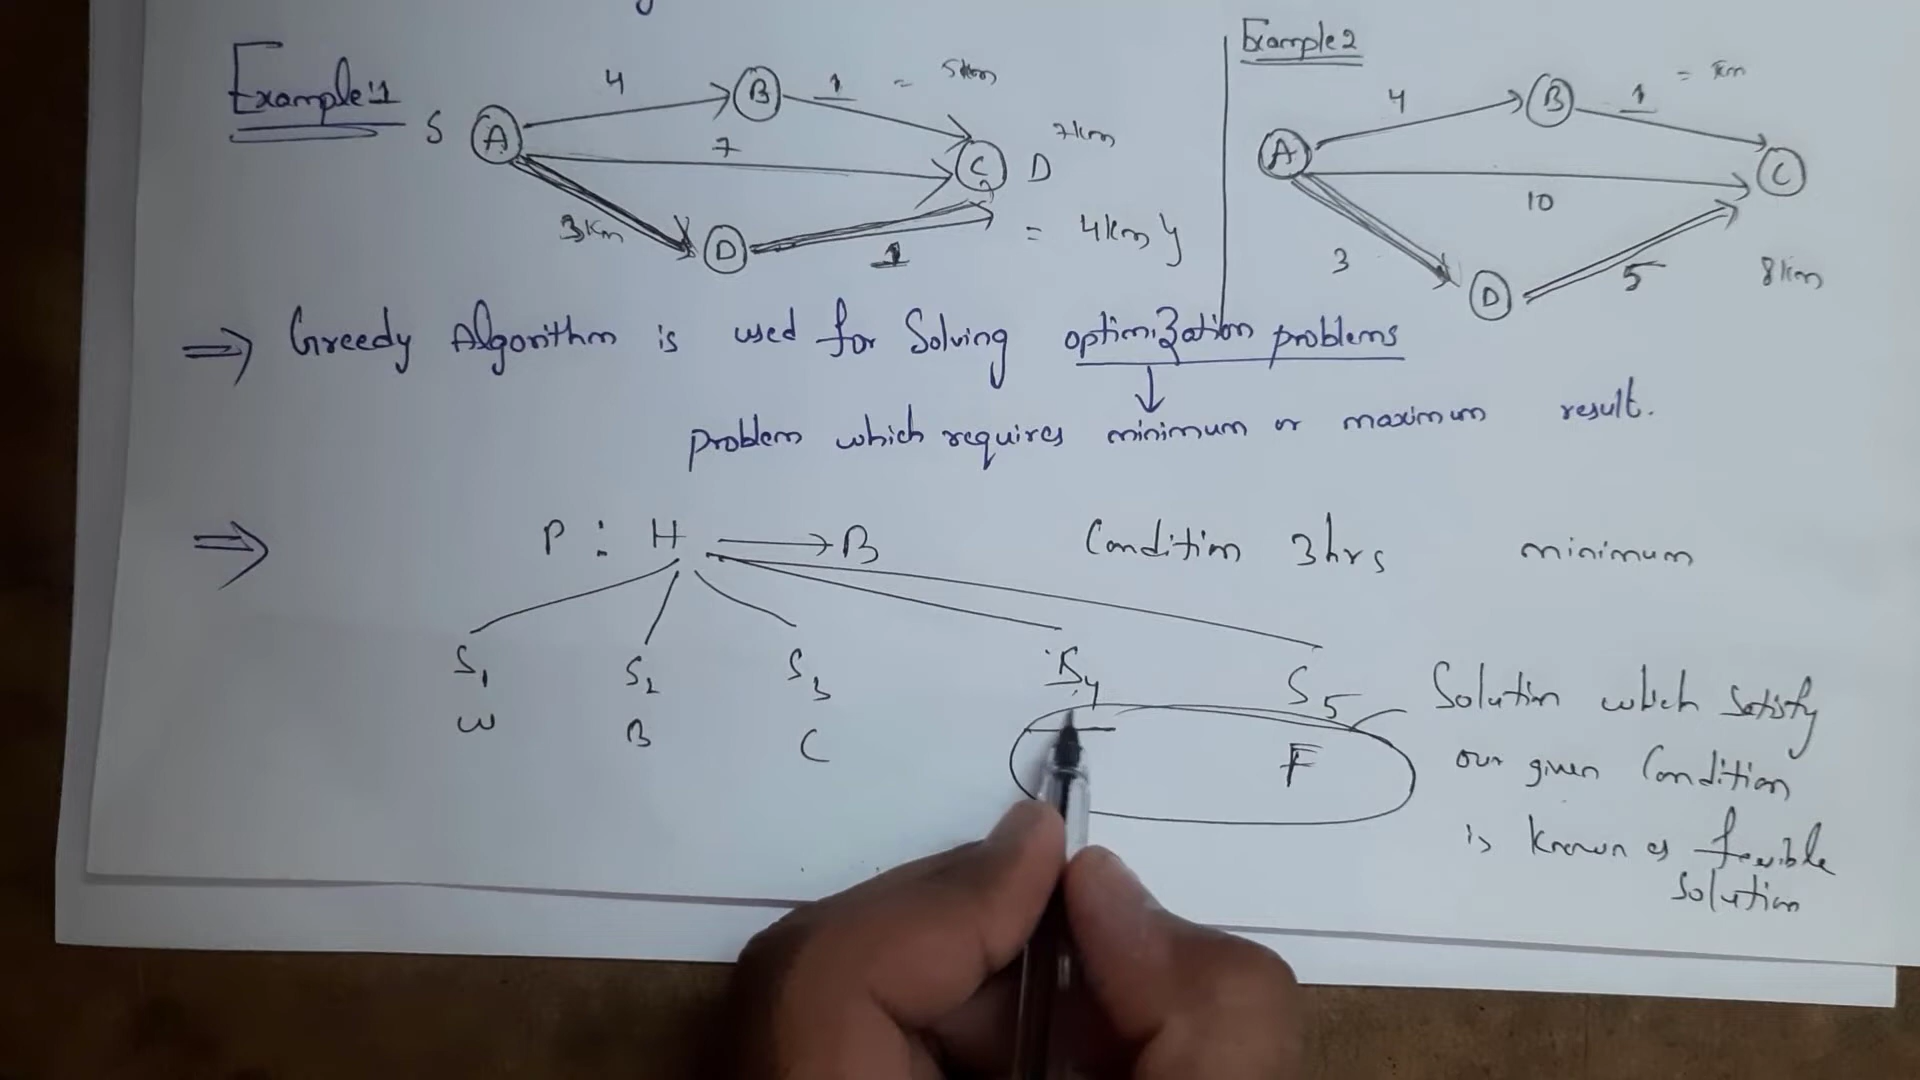 Example:1
S A 4 B 1 = 5km
7 C D 7km
3km D 1 = 4km
Example 2
A 4 B 1 = km
10 C
3 D 5 8km
⇒ Greedy Algorithm is used for Solving optimization problems
problem which requires minimum or maximum result.
⇒ P : H → B Condition 3hrs minimum
S1 S2 S3 S4 S5
W B C F
Solution which Satisfy
our given Condition
is known as fesible
Solution